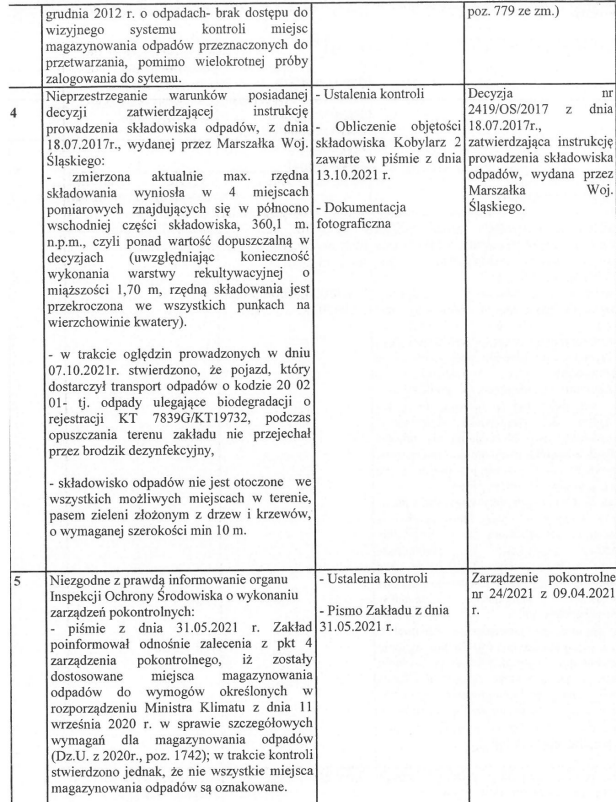 grudnia 2012 r. o odpadach- brak dostępu do
wizyjnego systemu kontroli miejsc
magazynowania odpadów przeznaczonych do
przetwarzania, pomimo wielokrotnej próby
zalogowania do sytemu.
poz. 779 ze zm.)
4
Nieprzestrzeganie warunków posiadanej
decyzji zatwierdzającej instrukcję
prowadzenia składowiska odpadów, z dnia
18.07.2017r., wydanej przez Marszałka Woj.
Śląskiego:
- zmierzona aktualnie max. rzędna
składowania wyniosła w 4 miejscach
pomiarowych znajdujących się w północno
wschodniej części składowiska, 360,1 m.
n.p.m., czyli ponad wartość dopuszczalną w
decyzjach (uwzględniając konieczność
wykonania warstwy rekultywacyjnej o
miąższości 1,70 m, rzędną składowania jest
przekroczona we wszystkich punkach na
wierzchowinie kwatery).
- w trakcie oględzin prowadzonych w dniu
07.10.2021r. stwierdzono, że pojazd, który
dostarczył transport odpadów o kodzie 20 02
01- tj. odpady ulegające biodegradacji o
rejestracji KT 7839G/KT19732, podczas
opuszczania terenu zakładu nie przejechał
przez brodzik dezynfekcyjny,
- składowisko odpadów nie jest otoczone we
wszystkich możliwych miejscach w terenie,
pasem zieleni złożonym z drzew i krzewów,
o wymaganej szerokości min 10 m.
- Ustalenia kontroli
- Obliczenie objętości
składowiska Kobylarz 2
zawarte w piśmie z dnia
13.10.2021 r.
- Dokumentacja
fotograficzna
Decyzja nr
2419/OS/2017 z dnia
18.07.2017r.,
zatwierdzająca instrukcję
prowadzenia składowiska
odpadów, wydana przez
Marszałka Woj.
Śląskiego.
5
Niezgodne z prawdą informowanie organu
Inspekcji Ochrony Środowiska o wykonaniu
zarządzeń pokontrolnych:
- piśmie z dnia 31.05.2021 r. Zakład
poinformował odnośnie zalecenia z pkt 4
zarządzenia pokontrolnego, iż zostały
dostosowane miejsca magazynowania
odpadów do wymogów określonych w
rozporządzeniu Ministra Klimatu z dnia 11
września 2020 r. w sprawie szczegółowych
wymagań dla magazynowania odpadów
(Dz.U. z 2020r., poz. 1742); w trakcie kontroli
stwierdzono jednak, że nie wszystkie miejsca
magazynowania odpadów są oznakowane.
- Ustalenia kontroli
- Pismo Zakładu z dnia
31.05.2021 r.
Zarządzenie pokontrolne
nr 24/2021 z 09.04.2021
r.